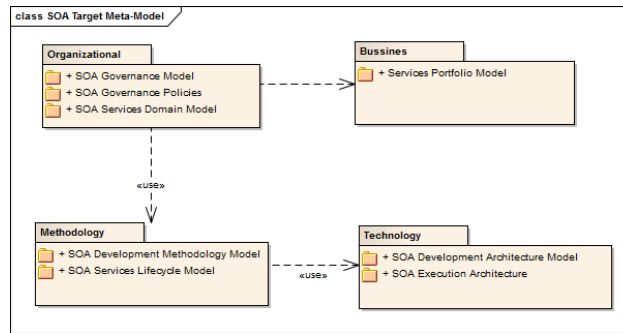 class SOA Target Meta-Model
Organizational
+ SOA Governance Model
+ SOA Governance Policies
+ SOA Services Domain Model
Bussines
+ Services Portfolio Model
«use»
Methodology
+ SOA Development Methodology Model
+ SOA Services Lifecycle Model
«use»
Technology
+ SOA Development Architecture Model
+ SOA Execution Architecture